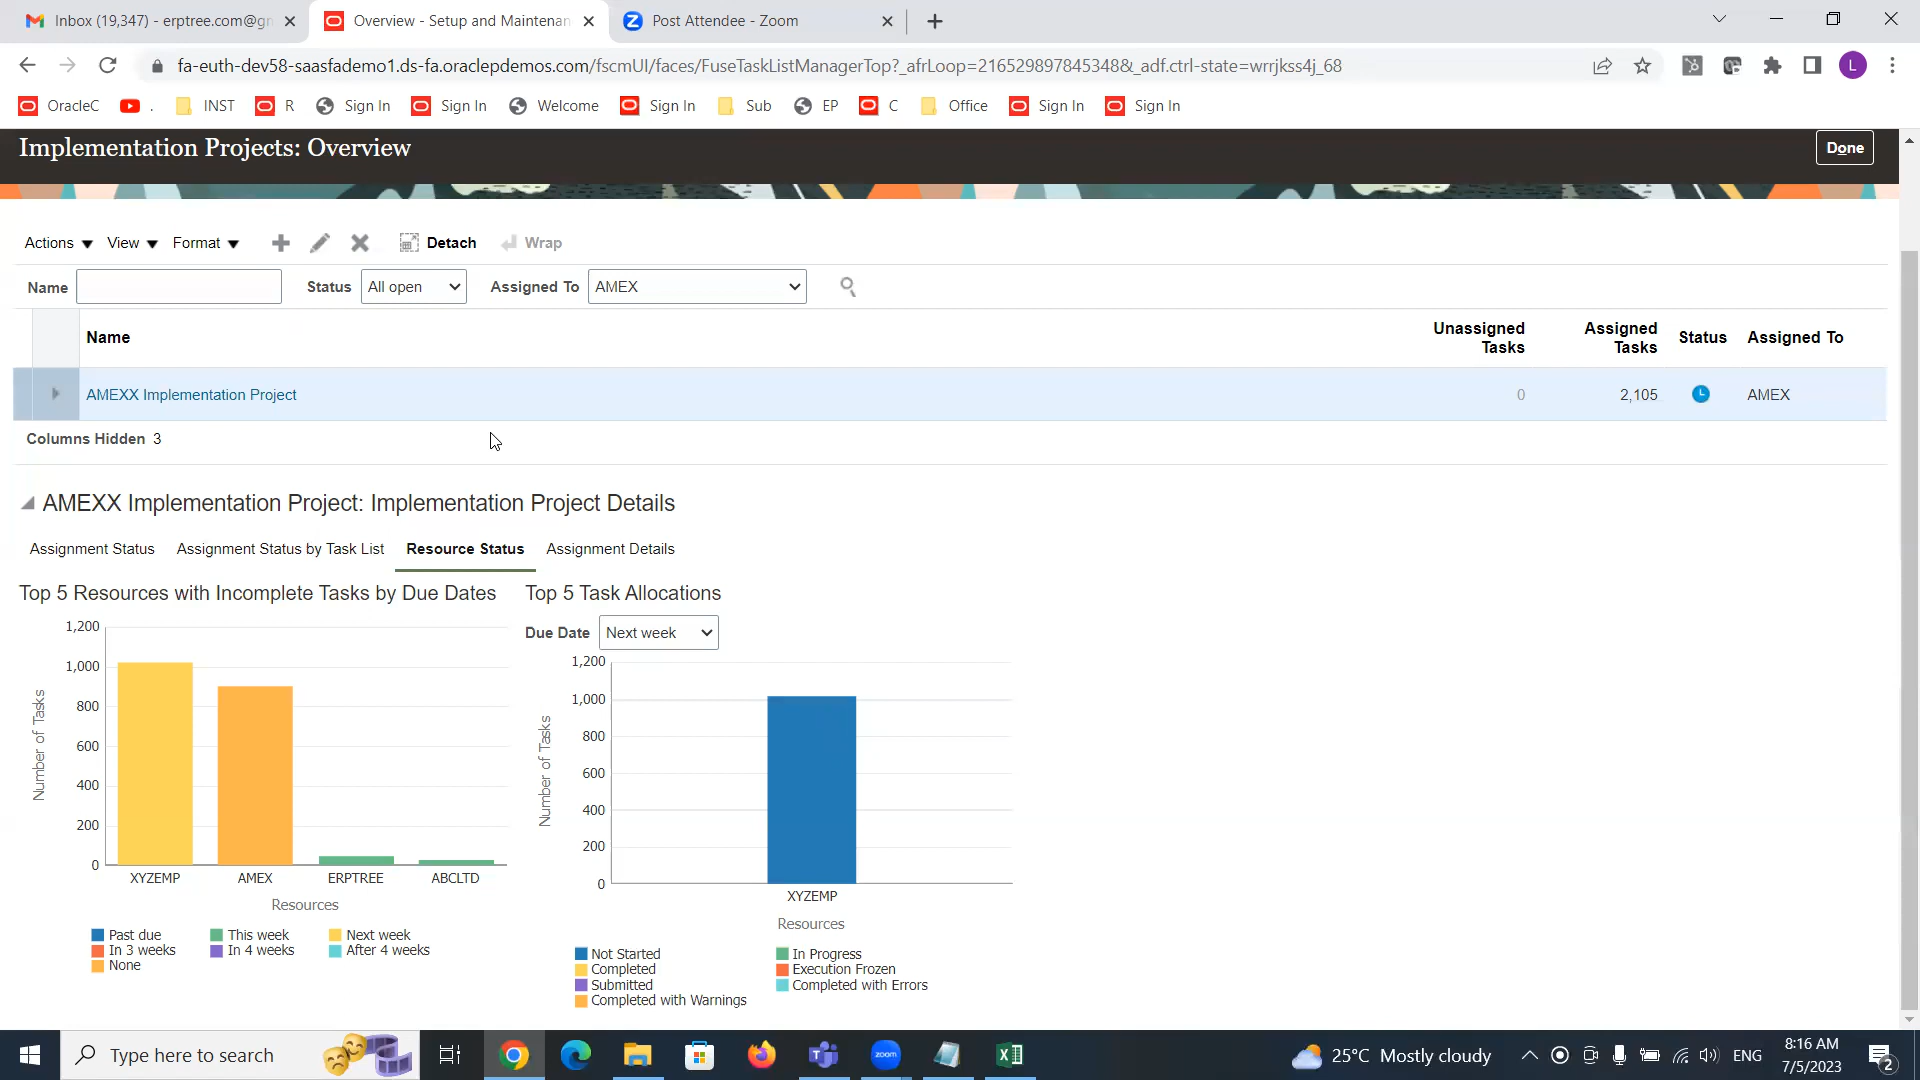 Inbox (19,347) - erptree.com@gm
Overview - Setup and Maintenan
Post Attendee - Zoom
fa-euth-dev58-saasfademo1.ds-fa.oraclepdemos.com/fscmUI/faces/FuseTaskListManagerTop?_afrLoop=216529897845348&_adf.ctrl-state=wrrjkss4j_68
L
OracleC . INST R Sign In Sign In Welcome Sign In Sub EP C Office Sign In Sign In
Implementation Projects: Overview
Done
Actions View Format Detach Wrap
Name Status All open Assigned To AMEX
Name Unassigned Tasks Assigned Tasks Status Assigned To
AMEXX Implementation Project 0 2,105 AMEX
Columns Hidden 3
AMEXX Implementation Project: Implementation Project Details
Assignment Status Assignment Status by Task List Resource Status Assignment Details
Top 5 Resources with Incomplete Tasks by Due Dates
1,200
1,000
800
600
400
200
0
Number of Tasks
XYZEMP AMEX ERPTREE ABCLTD
Resources
Past due This week Next week
In 3 weeks In 4 weeks After 4 weeks
None
Top 5 Task Allocations
Due Date Next week
1,200
1,000
800
600
400
200
0
Number of Tasks
XYZEMP
Resources
Not Started In Progress
Completed Execution Frozen
Submitted Completed with Errors
Completed with Warnings
Type here to search
zoom
25°C Mostly cloudy
ENG
8:16 AM
7/5/2023
2